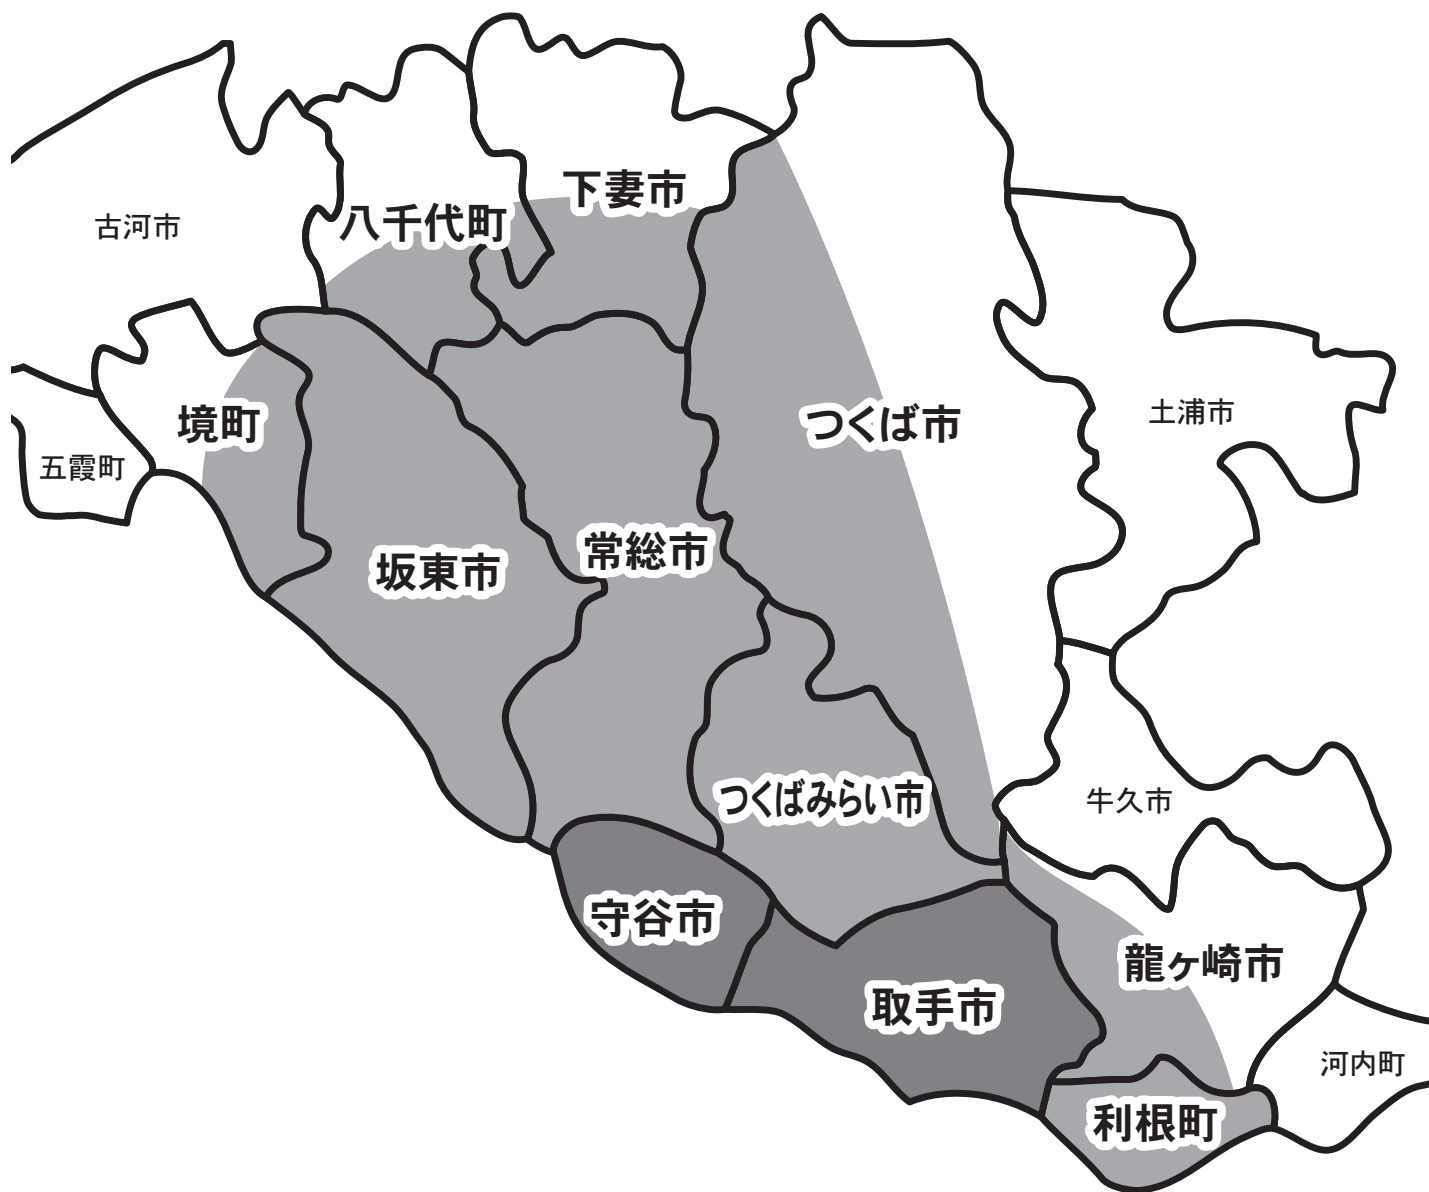 下妻市
八千代町
古河市
土浦市
つくば市
境町
五霞町
常総市
坂東市
つくばみらい市
牛久市
守谷市
龍ヶ崎市
取手市
河内町
利根町